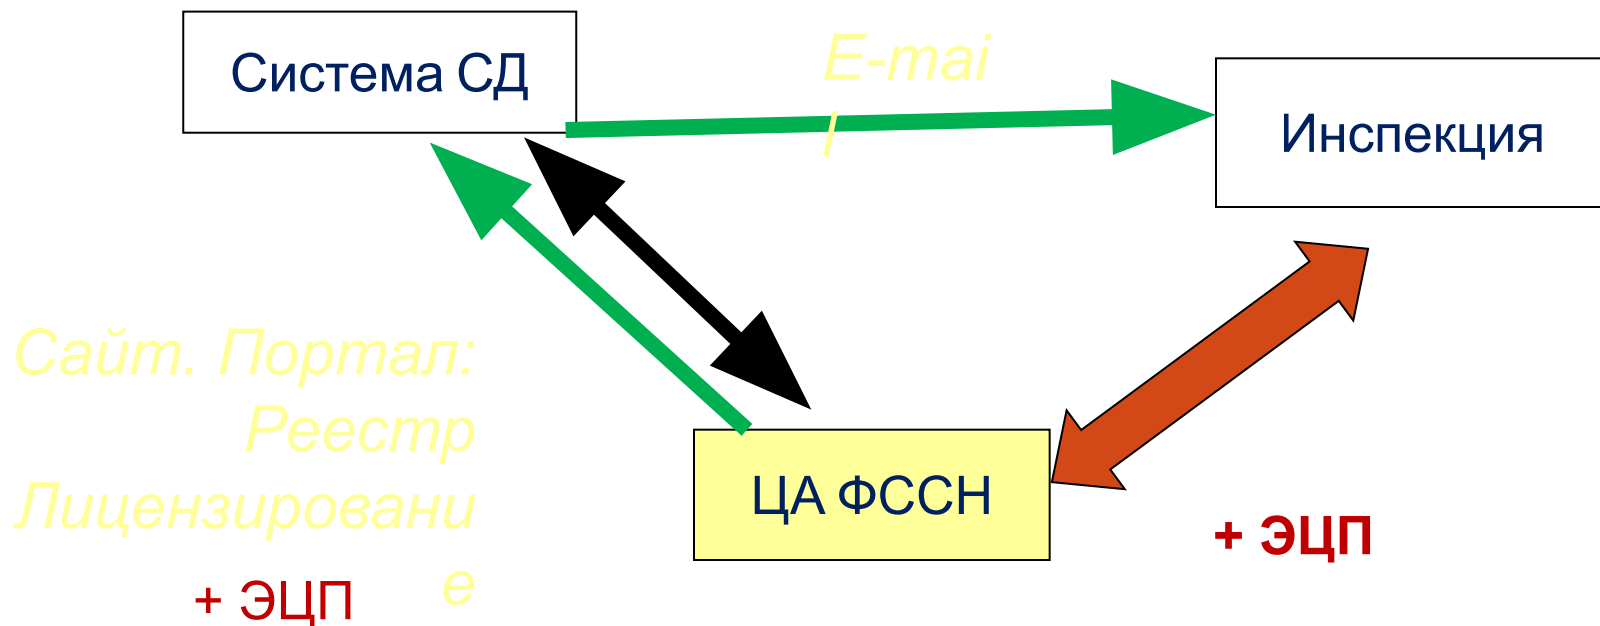 Система СД
E-mai
l
Инспекция
Сайт. Портал:
Реестр
Лицензировани
е
ЦА ФССН
+ ЭЦП
+ ЭЦП